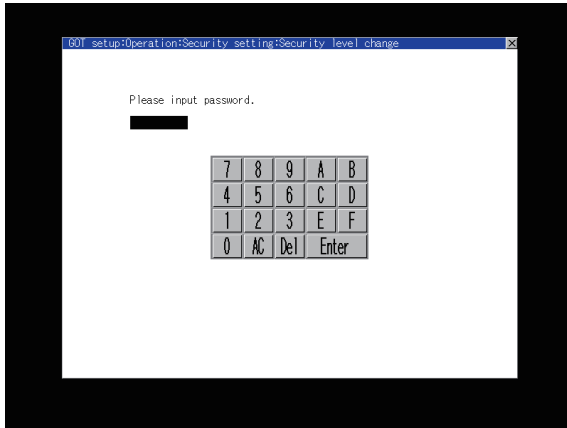 GOT setup:Operation:Security setting:Security level change
Please input password.
7 8 9 A B
4 5 6 C D
1 2 3 E F
0 AC Del Enter